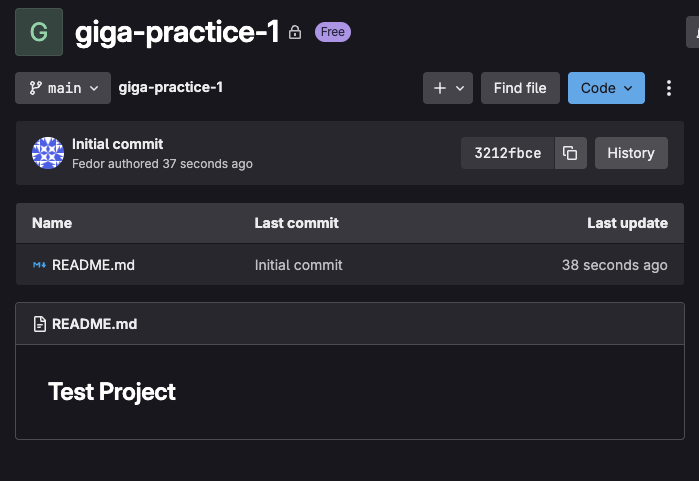 G
giga-practice-1 Free
main giga-practice-1 Find file Code
Initial commit
Fedor authored 37 seconds ago
3212fbce History
Name Last commit Last update
README.md Initial commit 38 seconds ago
README.md
Test Project